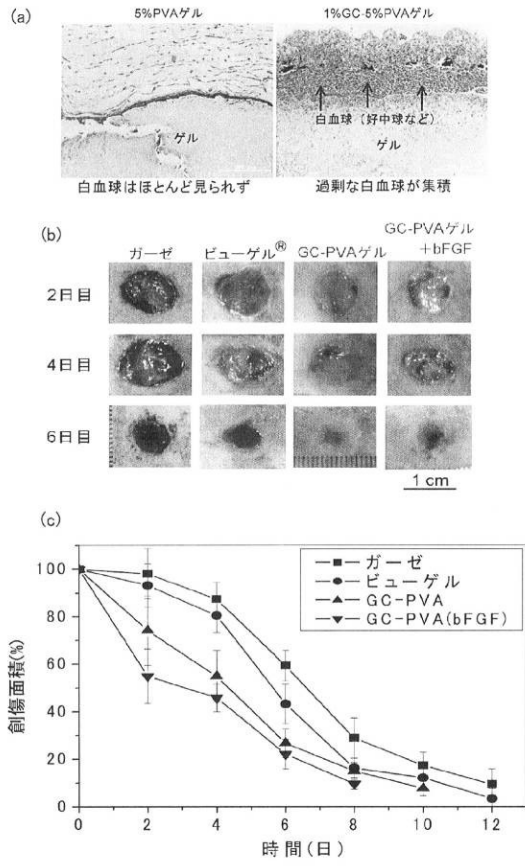 (a)
5%PVAゲル
1%GC-5%PVAゲル
ゲル
白血球（好中球など）
ゲル
白血球はほとんど見られず
過剰な白血球が集積
(b)
ガーゼ
ビューゲル®
GC-PVAゲル
GC-PVAゲル
+bFGF
2日目
4日目
6日目
1 cm
(c)
創傷面積(%)
100
80
60
40
20
0
ガーゼ
ビューゲル
GC-PVA
GC-PVA(bFGF)
0 2 4 6 8 10 12
時間(日)